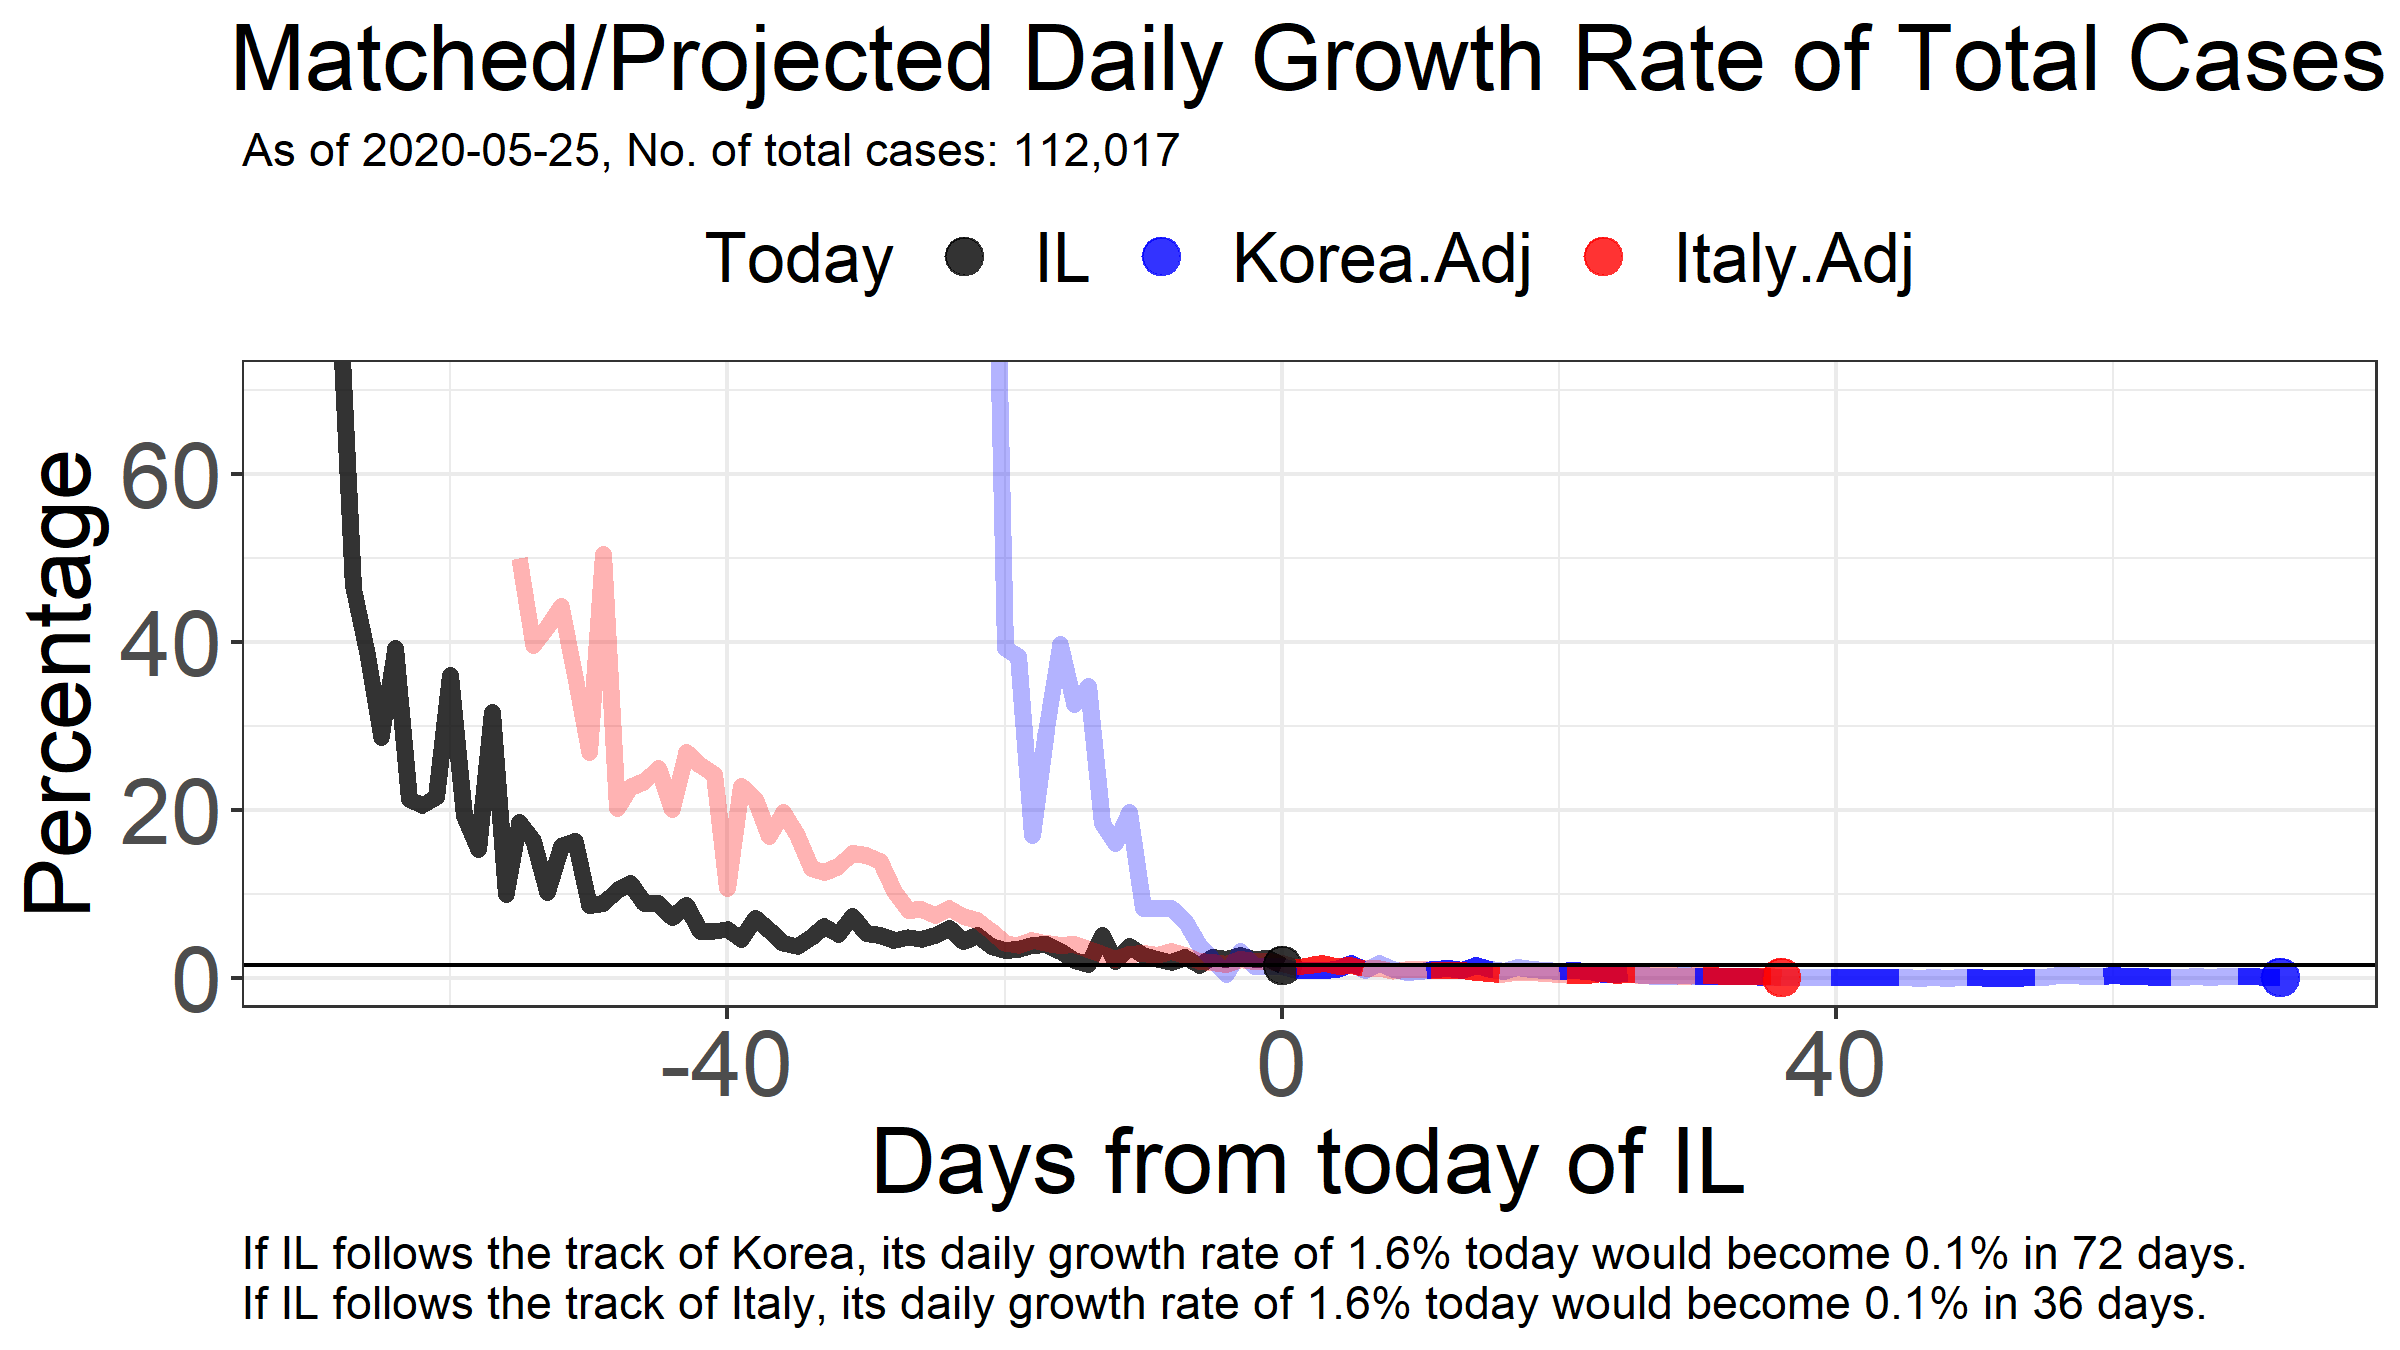 Matched/Projected Daily Growth Rate of Total Cases
As of 2020-05-25, No. of total cases: 112,017
Today IL Korea.Adj Italy.Adj
Percentage
60
40
20
0
-40 0 40
Days from today of IL
If IL follows the track of Korea, its daily growth rate of 1.6% today would become 0.1% in 72 days.
If IL follows the track of Italy, its daily growth rate of 1.6% today would become 0.1% in 36 days.